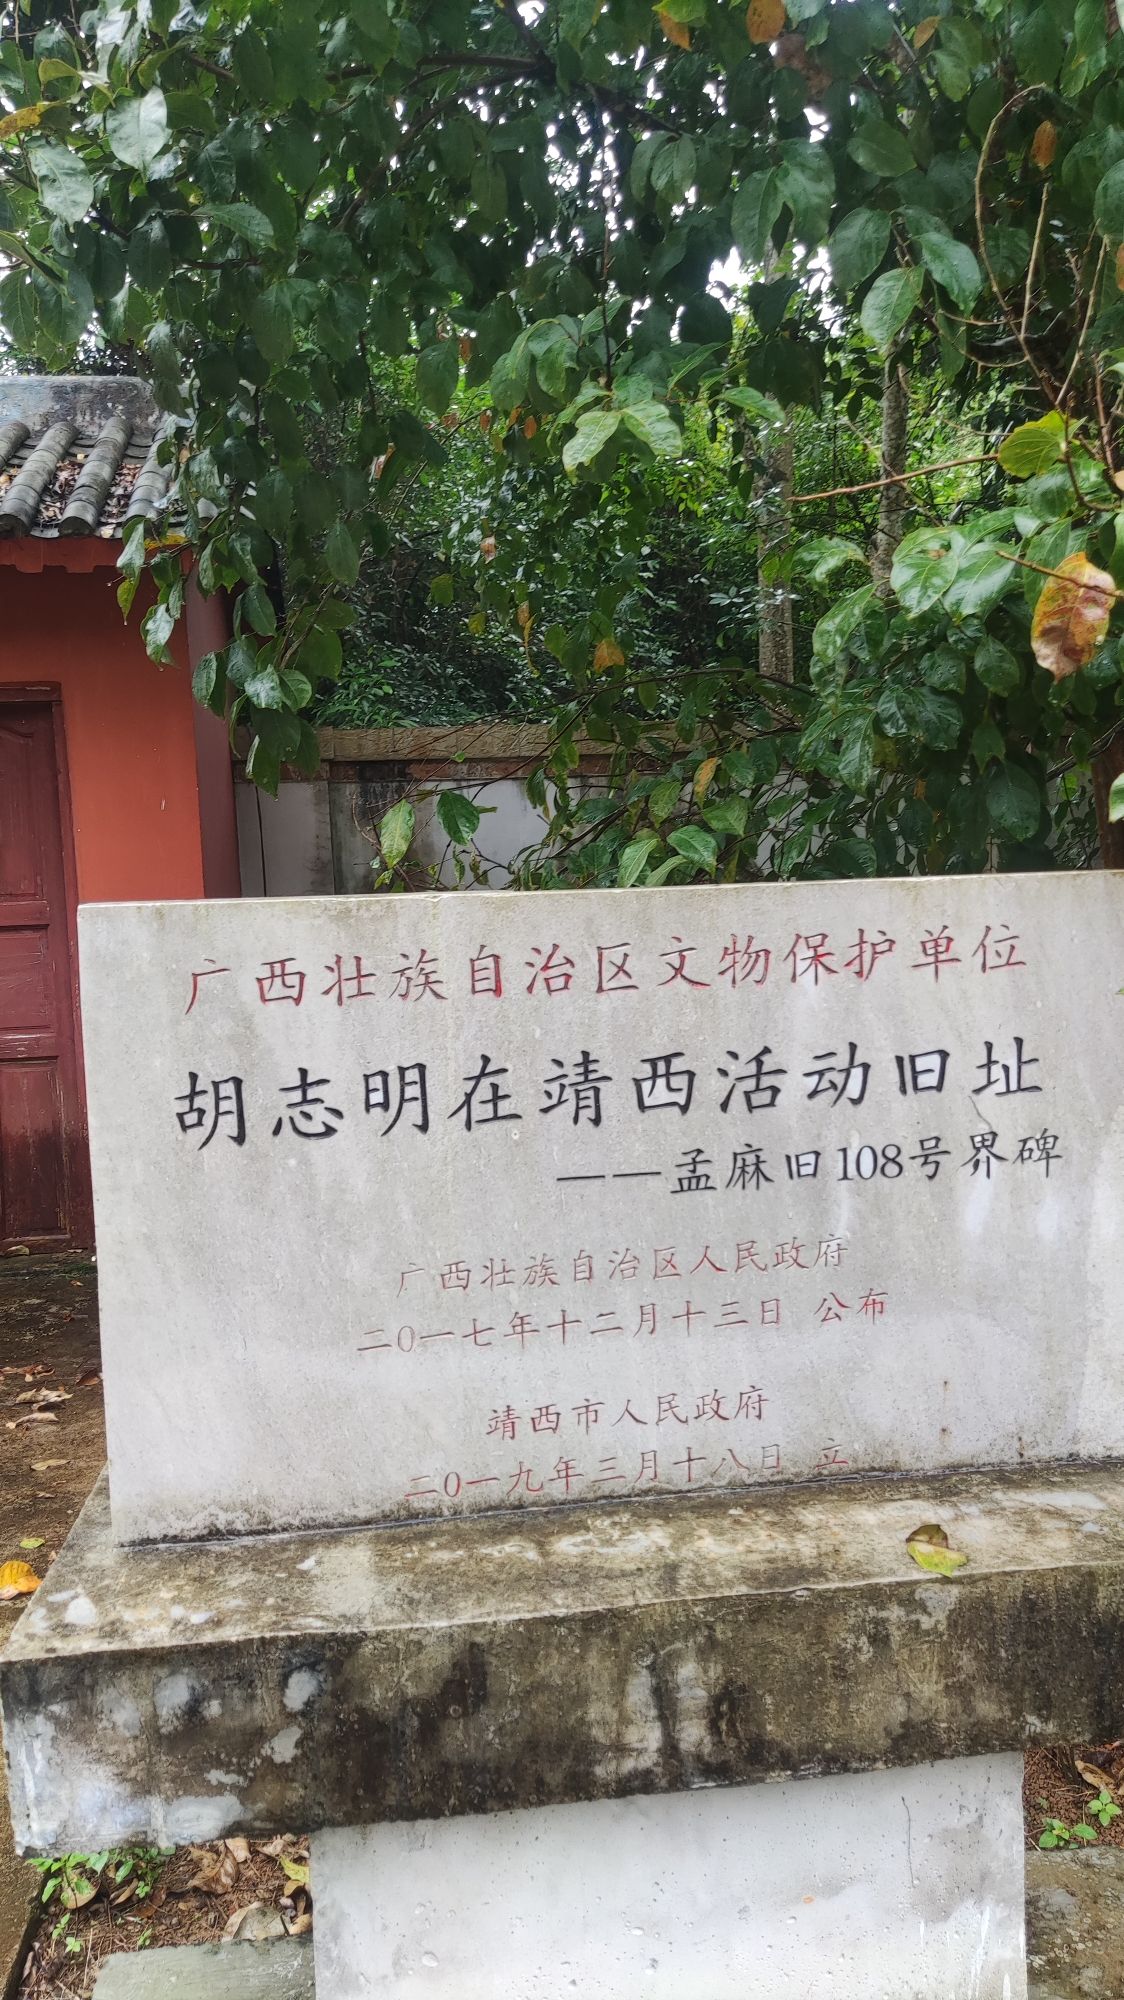 广西壮族自治区文物保护单位
胡志明在靖西活动旧址
——孟麻旧108号界碑
广西壮族自治区人民政府
二〇一七年十二月十三日 公布
靖西市人民政府
二〇一九年三月十八日 立